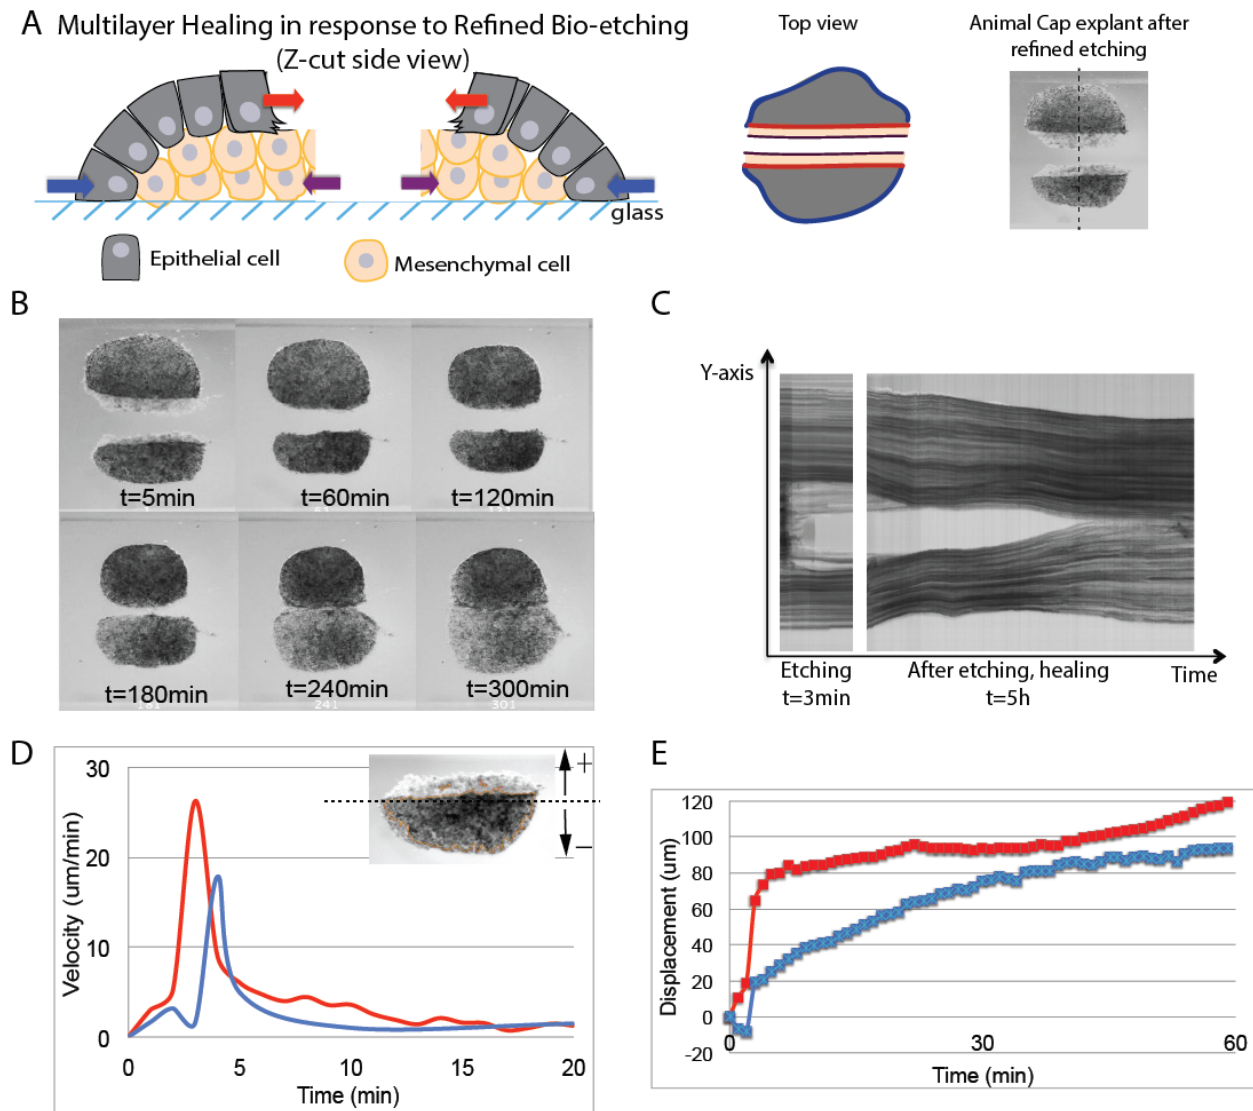 A Multilayer Healing in response to Refined Bio-etching
(Z-cut side view)
glass
Epithelial cell
Mesenchymal cell
Top view
Animal Cap explant after
refined etching
B
t=5min
t=60min
t=120min
t=180min
t=240min
t=300min
241
301
C
Y-axis
Etching
t=3min
After etching, healing
t=5h
Time
D
Velocity (um/min)
30
20
10
0
0
5
10
15
20
Time (min)
+
–
E
Displacement (um)
120
100
80
60
40
20
0
-20
0
30
60
Time (min)